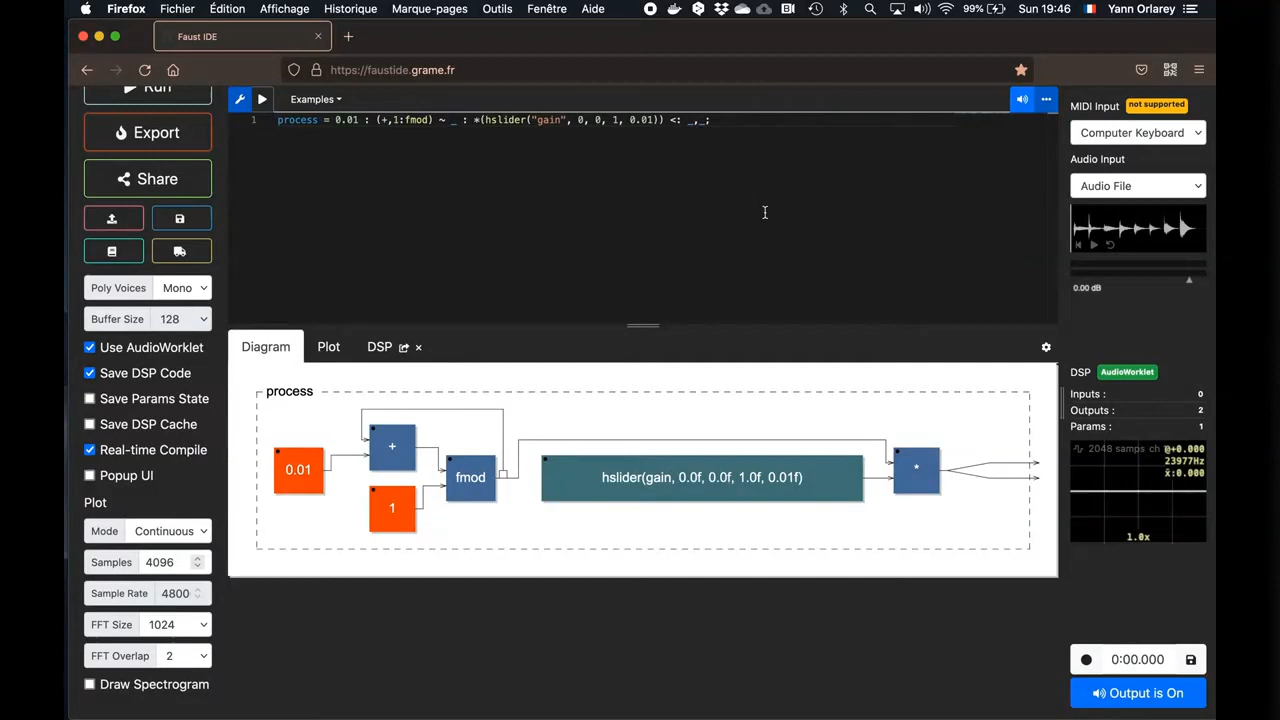 Firefox Fichier Édition Affichage Historique Marque-pages Outils Fenêtre Aide 99% Sun 19:46 Yann Orlarey
Faust IDE
https://faustide.grame.fr
Run
Examples
MIDI Input not supported
1 process = 0.01 : (+,1:fmod) ~ _ : *(hslider("gain", 0, 0, 1, 0.01)) <: _,_;
Export
Computer Keyboard
Audio Input
Share
Audio File
Poly Voices Mono
0.00 dB
Buffer Size 128
Use AudioWorklet
Diagram Plot DSP
Save DSP Code
DSP AudioWorklet
Save Params State
process
Inputs : 0
Save DSP Cache
Outputs : 2
Real-time Compile
Params : 1
Popup UI
0.01 + fmod 1 hslider(gain, 0.0f, 0.0f, 1.0f, 0.01f) *
2048 samps ch
+0.000
23977Hz
x:0.000
1.0x
Plot
Mode Continuous
Samples 4096
Sample Rate 4800
FFT Size 1024
FFT Overlap 2
Draw Spectrogram
0:00.000
Output is On